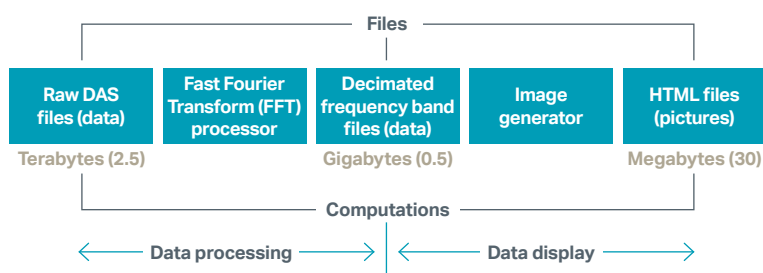 Files
Raw DAS
files (data)
Fast Fourier
Transform (FFT)
processor
Decimated
frequency band
files (data)
Image
generator
HTML files
(pictures)
Terabytes (2.5)
Gigabytes (0.5)
Megabytes (30)
Computations
Data processing
Data display